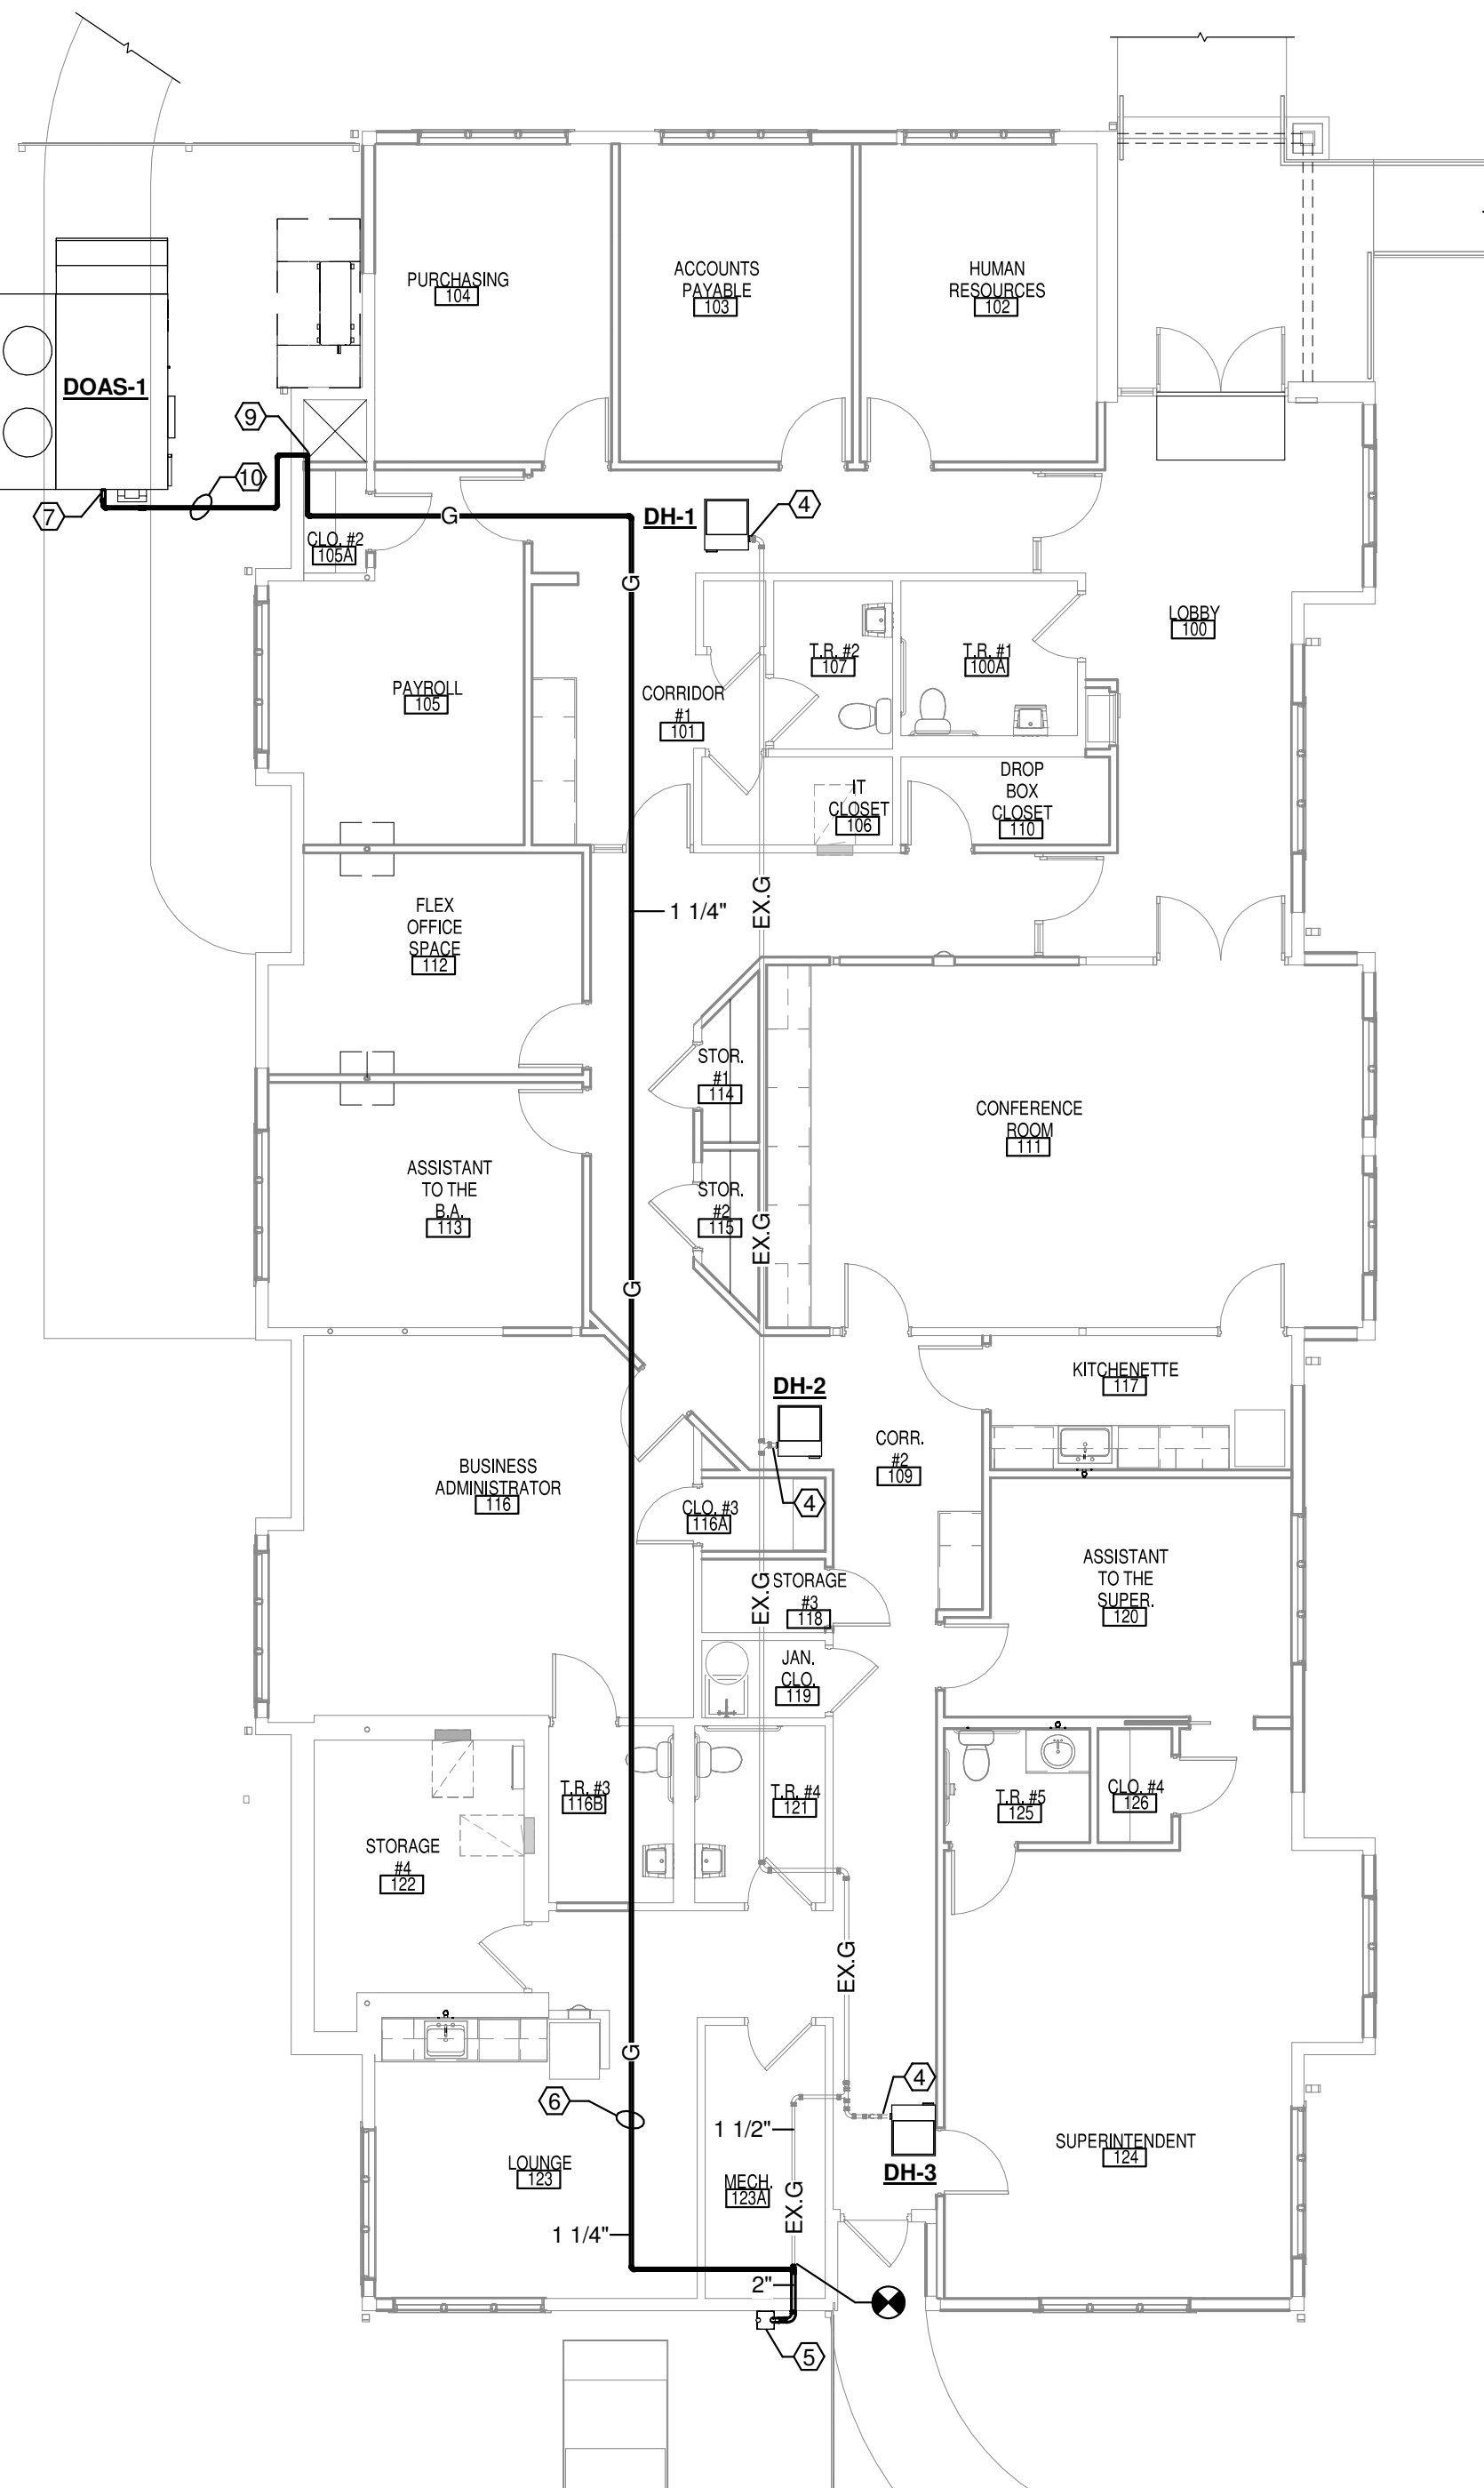 PURCHASING
104
ACCOUNTS
PAYABLE
103
HUMAN
RESOURCES
102
DOAS-1
9
10
7
G
DH-1
4
CLO. #2
105A
G
LOBBY
100
T.R. #2
107
T.R. #1
100A
PAYROLL
105
CORRIDOR
#1
101
IT
CLOSET
106
DROP
BOX
CLOSET
110
FLEX
OFFICE
SPACE
112
1 1/4"
EX.G
STOR.
#1
114
CONFERENCE
ROOM
111
ASSISTANT
TO THE
B.A.
113
STOR.
#2
115
EX.G
G
KITCHENETTE
117
DH-2
CORR.
#2
109
BUSINESS
ADMINISTRATOR
116
CLO. #3
116A
4
ASSISTANT
TO THE
SUPER.
120
EX.G
STORAGE
#3
118
JAN.
CLO.
119
T.R. #3
116B
T.R. #4
121
T.R. #5
125
CLO. #4
126
STORAGE
#4
122
EX.G
G
6
4
1 1/2"
SUPERINTENDENT
124
LOUNGE
123
MECH.
123A
DH-3
EX.G
1 1/4"
2"
5